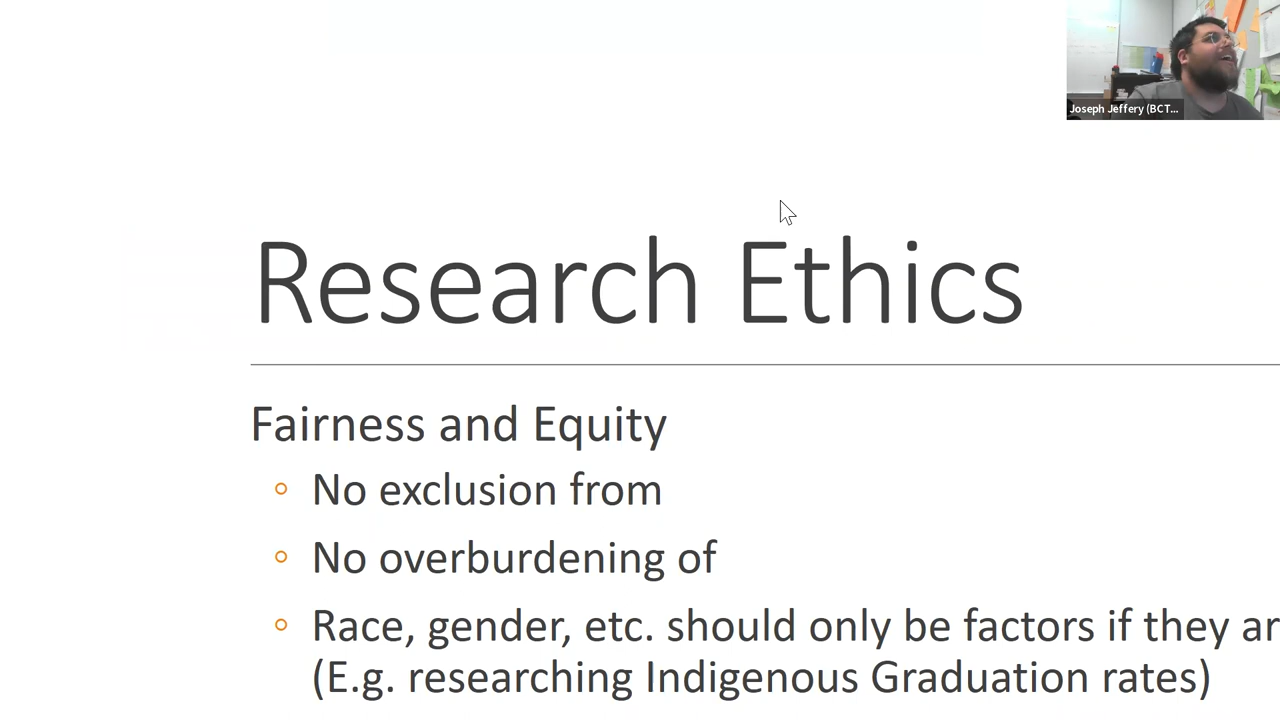 Joseph Jeffery (BCT...
Research Ethics
Fairness and Equity
No exclusion from
No overburdening of
Race, gender, etc. should only be factors if they ar
(E.g. researching Indigenous Graduation rates)